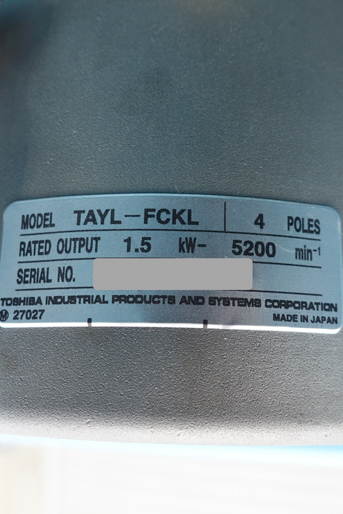 MODEL TAYL-FCKL 4 POLES
RATED OUTPUT 1.5 kW- 5200 min⁻¹
SERIAL NO.
TOSHIBA INDUSTRIAL PRODUCTS AND SYSTEMS CORPORATION
Ⓜ 27027 MADE IN JAPAN